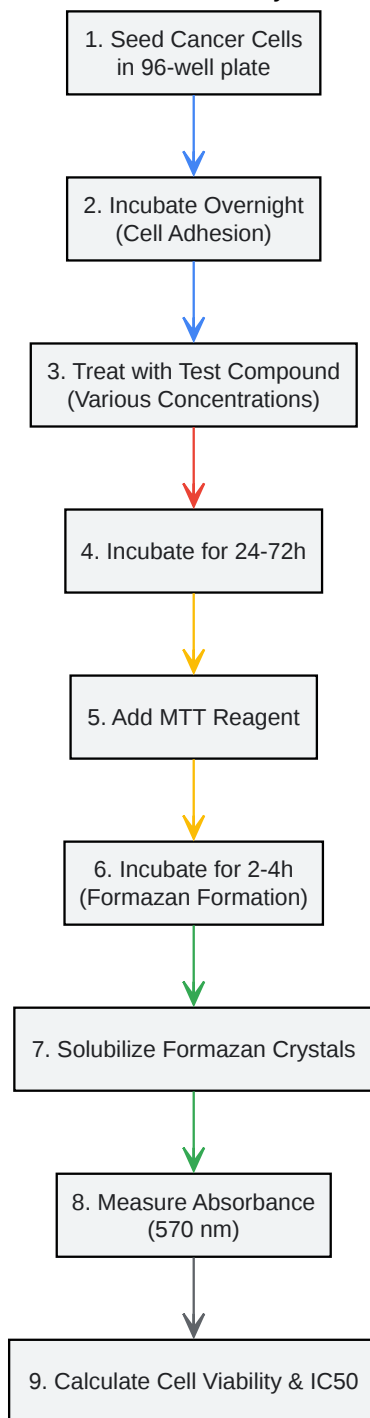 1. Seed Cancer Cells
in 96-well plate
2. Incubate Overnight
(Cell Adhesion)
3. Treat with Test Compound
(Various Concentrations)
4. Incubate for 24-72h
5. Add MTT Reagent
6. Incubate for 2-4h
(Formazan Formation)
7. Solubilize Formazan Crystals
8. Measure Absorbance
(570 nm)
9. Calculate Cell Viability & IC50